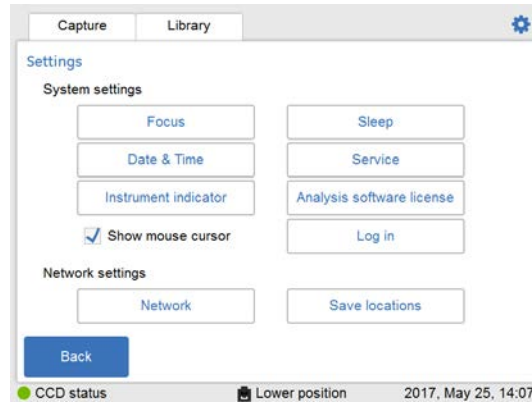 Capture Library
Settings
System settings
Focus Sleep
Date & Time Service
Instrument indicator Analysis software license
Show mouse cursor Log in
Network settings
Network Save locations
Back
CCD status Lower position 2017, May 25, 14:07